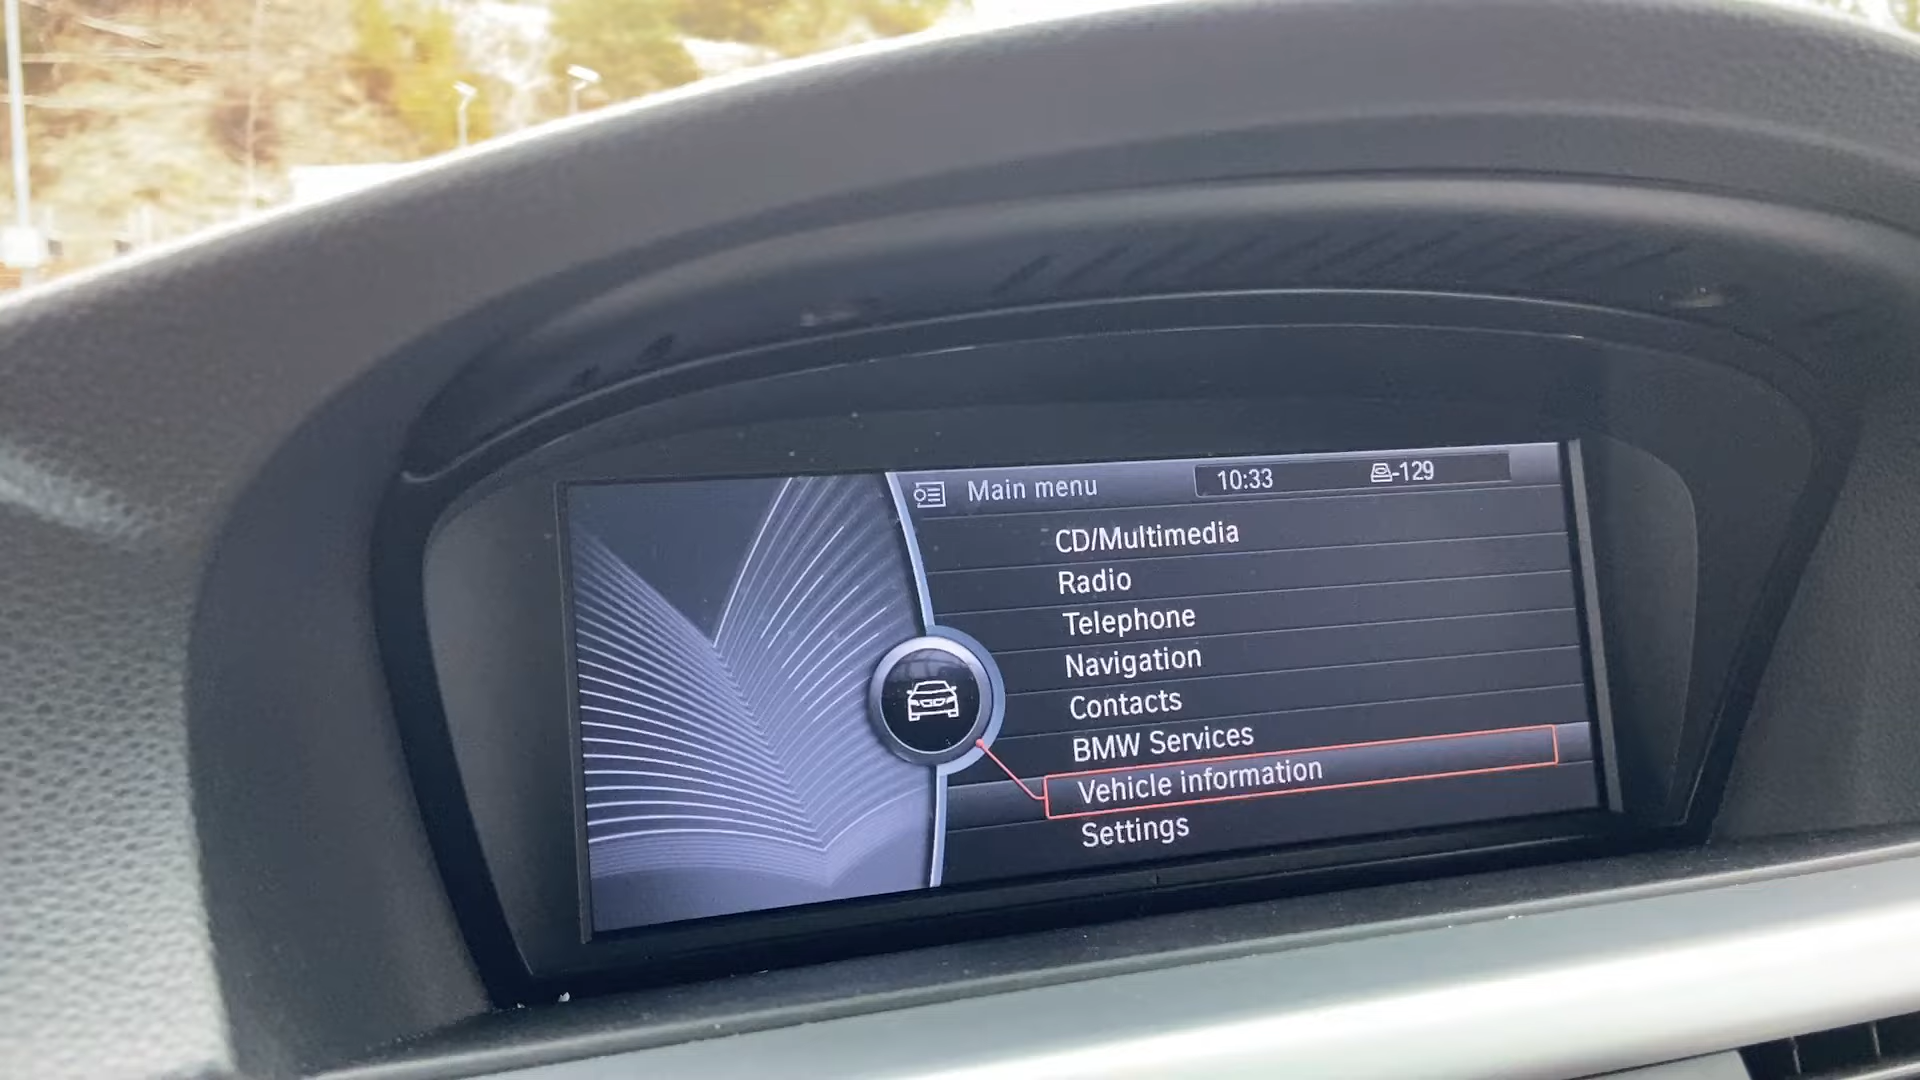 Main menu 10:33 -129
CD/Multimedia
Radio
Telephone
Navigation
Contacts
BMW Services
Vehicle information
Settings